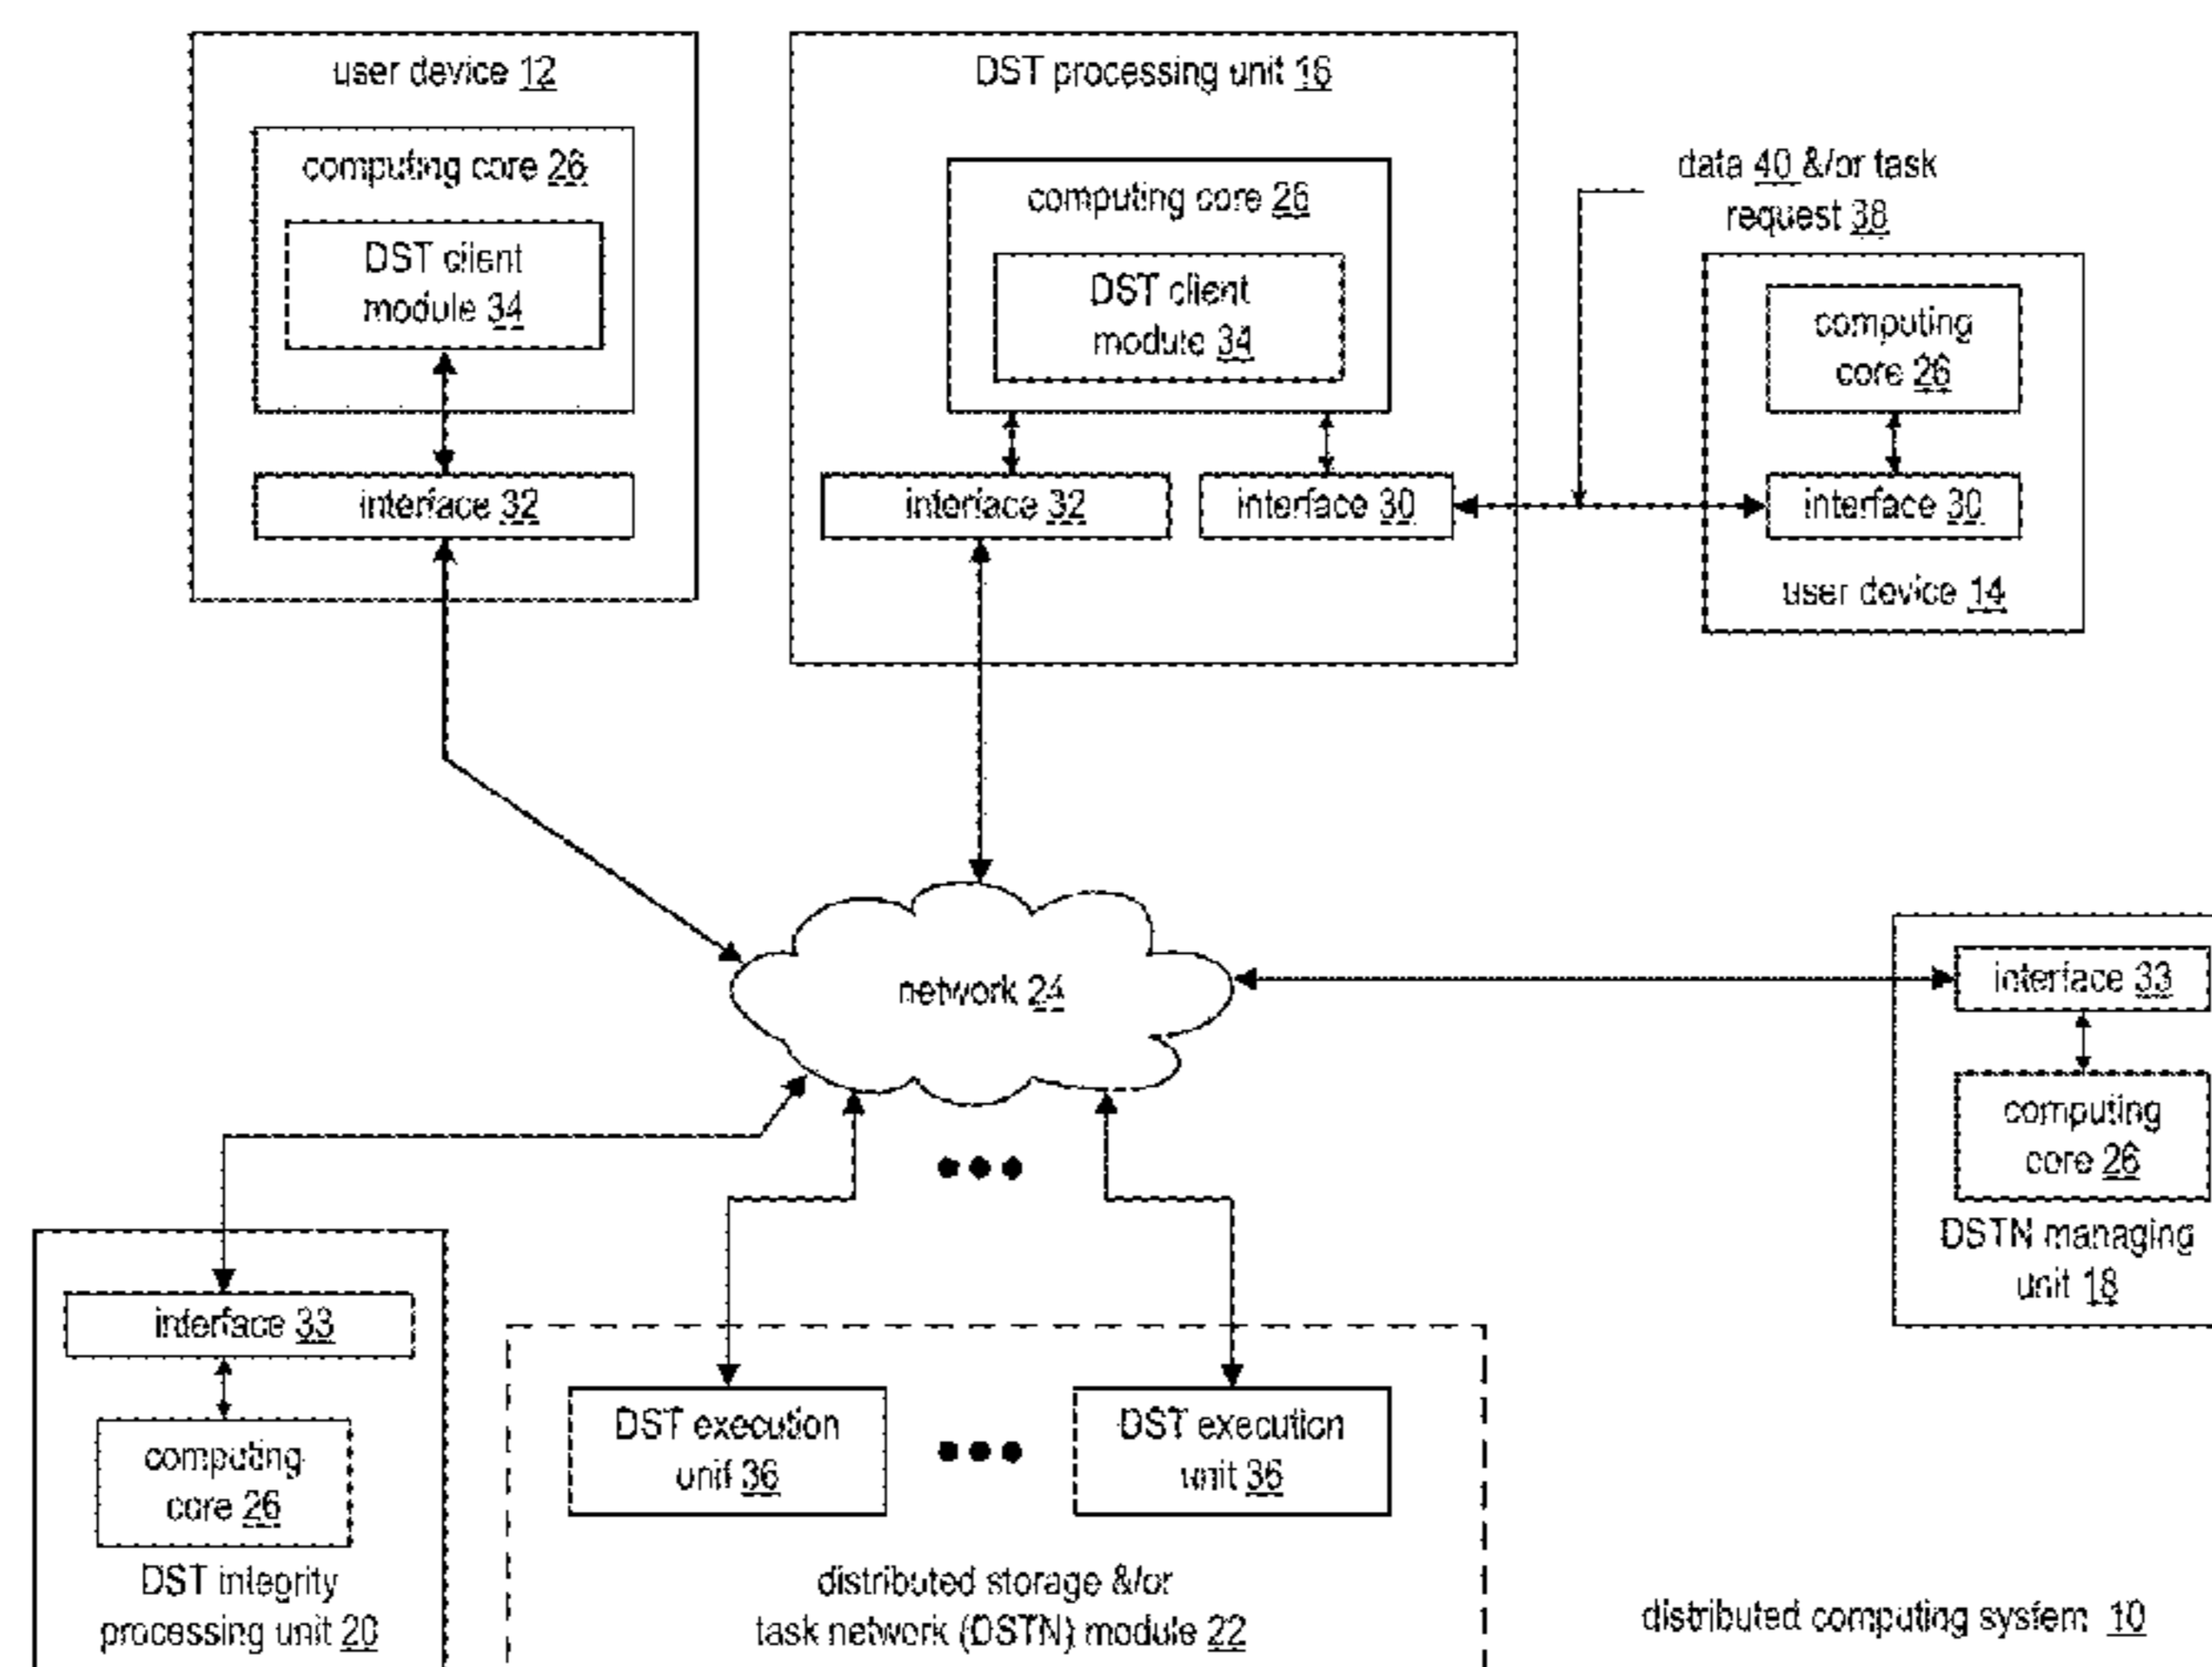 user device 12
computing core 26
DST client
module 34
interface 32
DST processing unit 16
computing core 26
DST client
module 34
interface 32
interface 30
data 40 &/or task
request 38
computing
core 26
interface 30
user device 14
network 24
interface 33
computing
core 26
DSTN managing
unit 18
interface 33
computing
core 26
DST integrity
processing unit 20
DST execution
unit 36
DST execution
unit 36
distributed storage &/or
task network (DSTN) module 22
distributed computing system 10